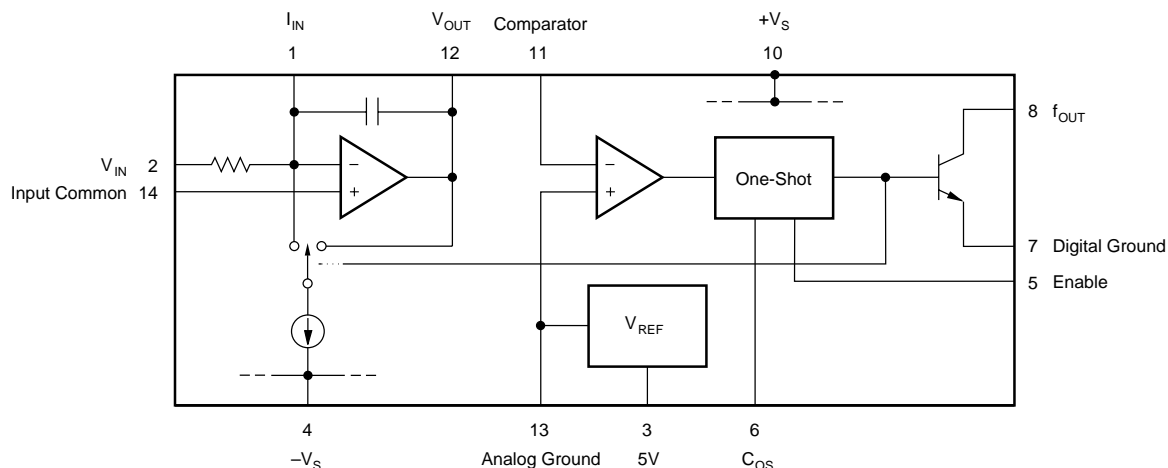 I_IN V_OUT Comparator +V_S
1 12 11 10
8 f_OUT
V_IN 2
− −
One-Shot
Input Common 14
+ +
7 Digital Ground
5 Enable
V_REF
4 13 3 6
–V_S Analog Ground 5V C_OS